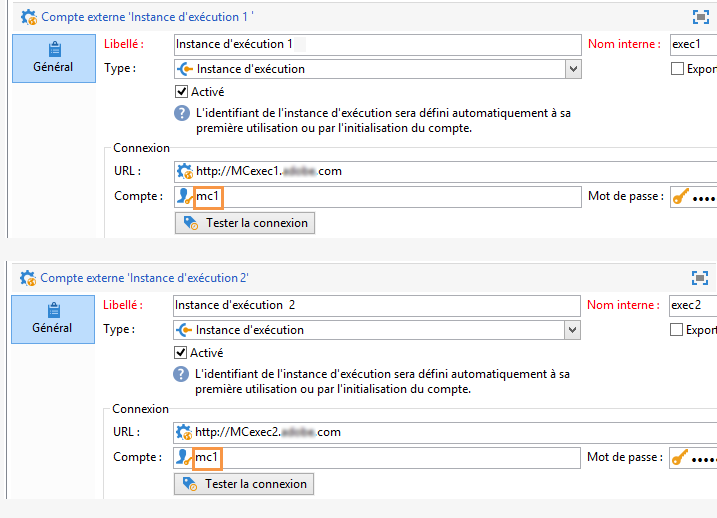 Compte externe 'Instance d'exécution 1 '
Général
Libellé : Instance d'exécution 1 Nom interne : exec1
Type : Instance d'exécution Export
Activé
L'identifiant de l'instance d'exécution sera défini automatiquement à sa
première utilisation ou par l'initialisation du compte.
Connexion
URL : http://MCexec1. .com
Compte : mc1 Mot de passe :
Tester la connexion
Compte externe 'Instance d'exécution 2'
Général
Libellé : Instance d'exécution 2 Nom interne : exec2
Type : Instance d'exécution Export
Activé
L'identifiant de l'instance d'exécution sera défini automatiquement à sa
première utilisation ou par l'initialisation du compte.
Connexion
URL : http://MCexec2. .com
Compte : mc1 Mot de passe :
Tester la connexion